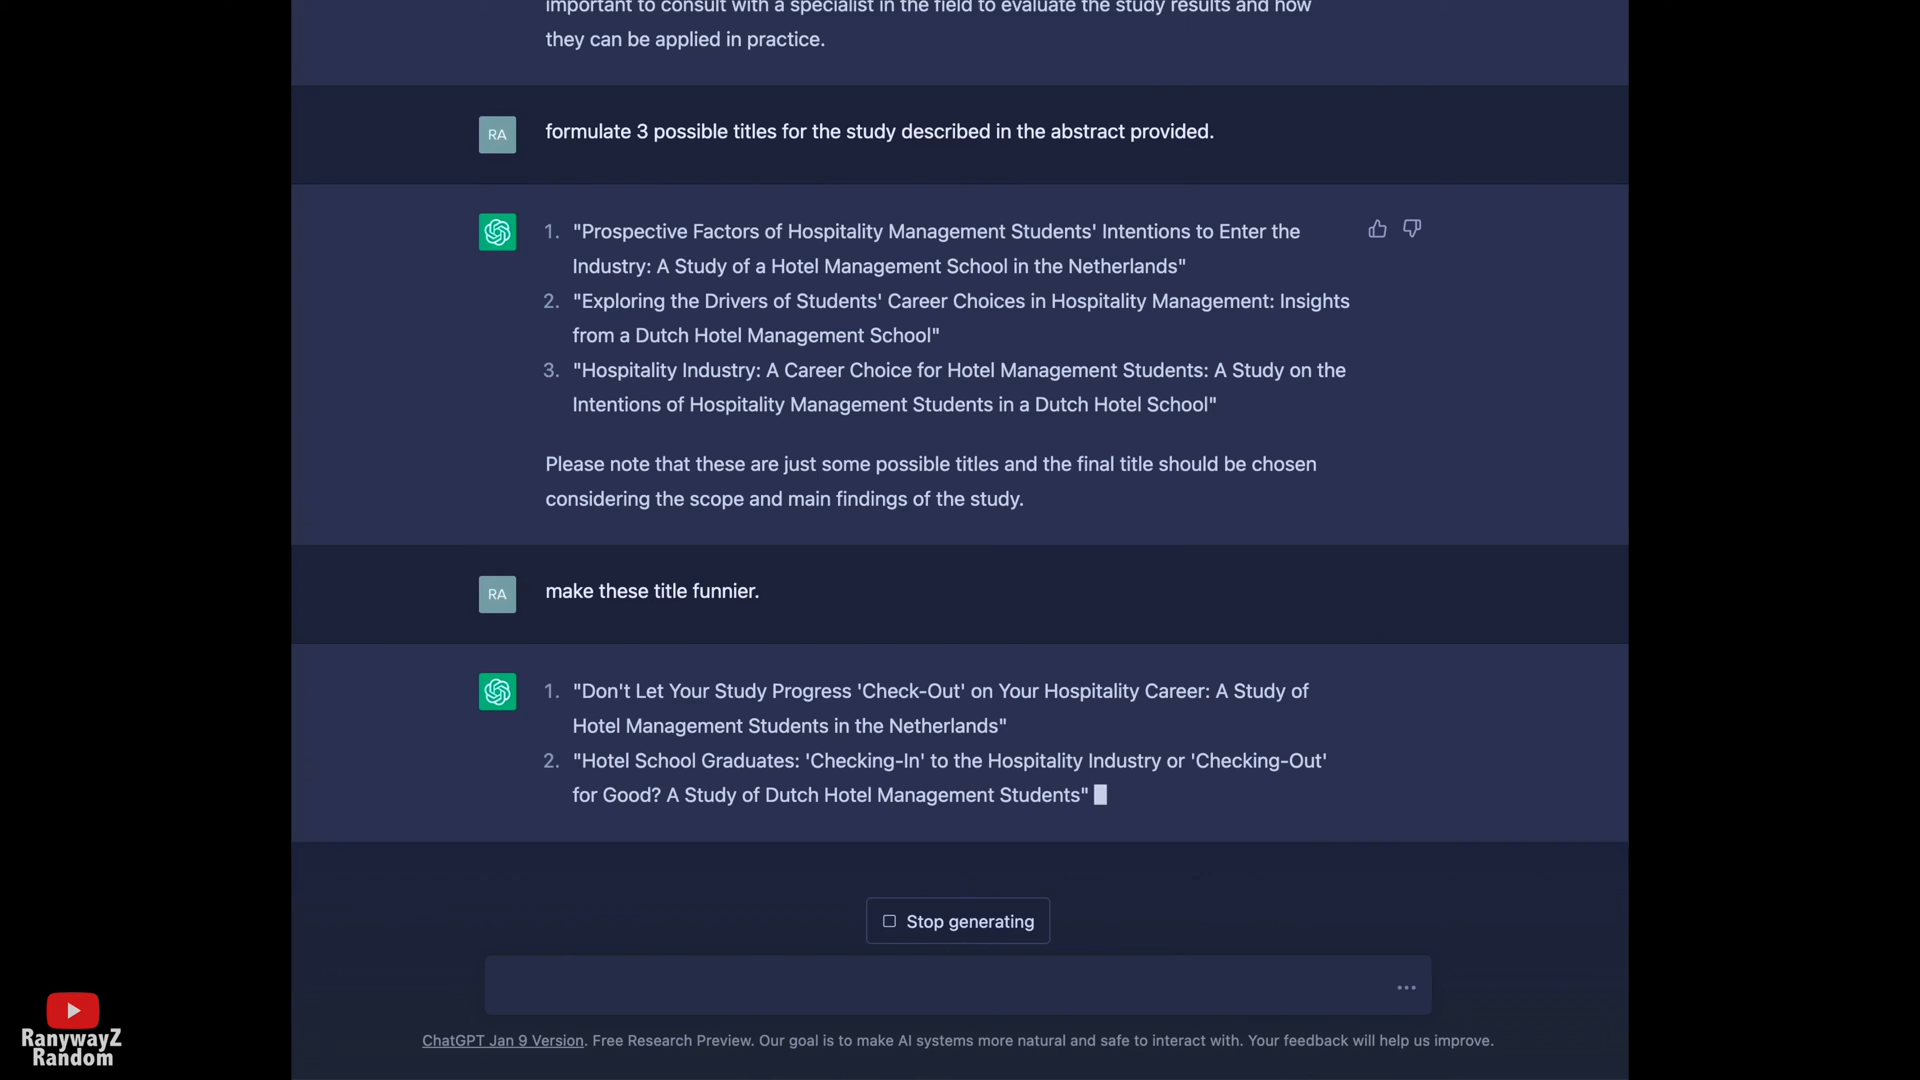 important to consult with a specialist in the field to evaluate the study results and how
they can be applied in practice.
RA
formulate 3 possible titles for the study described in the abstract provided.
1. "Prospective Factors of Hospitality Management Students' Intentions to Enter the
Industry: A Study of a Hotel Management School in the Netherlands"
2. "Exploring the Drivers of Students' Career Choices in Hospitality Management: Insights
from a Dutch Hotel Management School"
3. "Hospitality Industry: A Career Choice for Hotel Management Students: A Study on the
Intentions of Hospitality Management Students in a Dutch Hotel School"
Please note that these are just some possible titles and the final title should be chosen
considering the scope and main findings of the study.
RA
make these title funnier.
1. "Don't Let Your Study Progress 'Check-Out' on Your Hospitality Career: A Study of
Hotel Management Students in the Netherlands"
2. "Hotel School Graduates: 'Checking-In' to the Hospitality Industry or 'Checking-Out'
for Good? A Study of Dutch Hotel Management Students"
Stop generating
ChatGPT Jan 9 Version. Free Research Preview. Our goal is to make AI systems more natural and safe to interact with. Your feedback will help us improve.
RanywayZ
Random